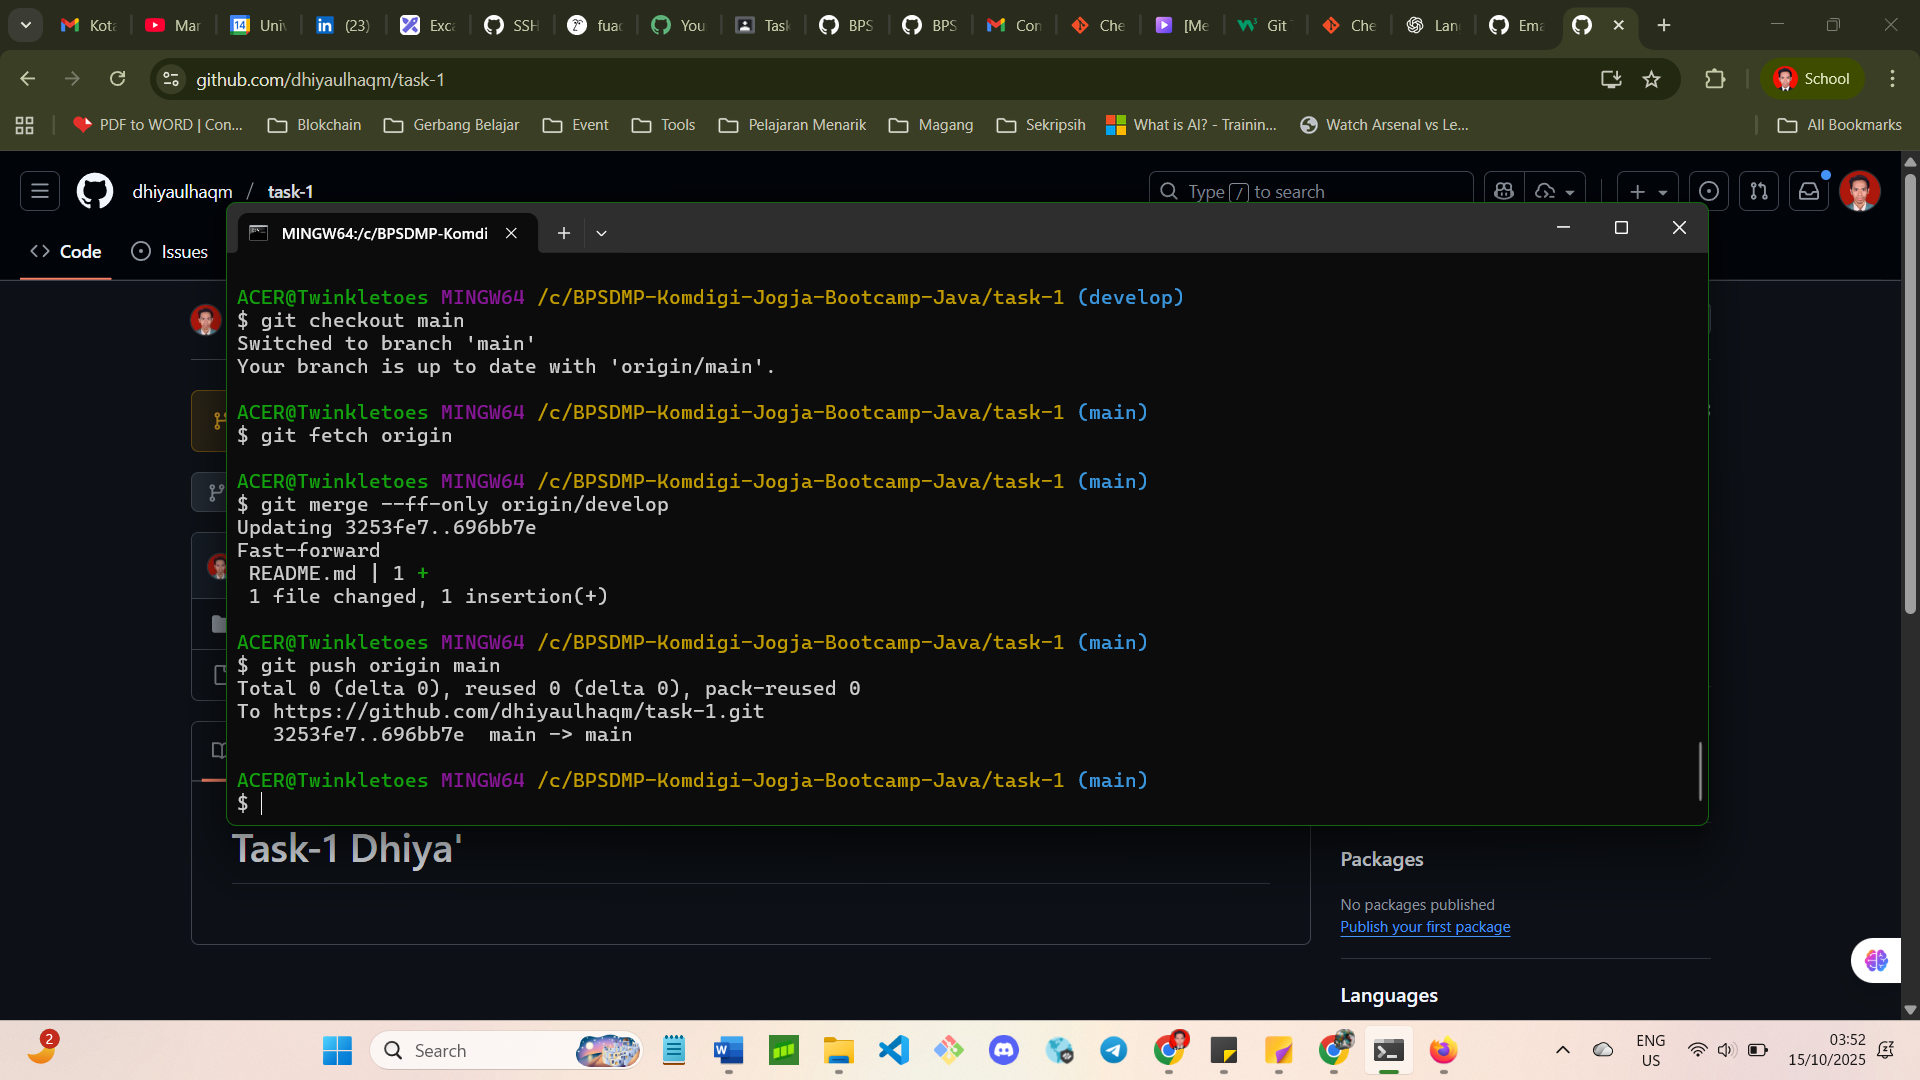 Kota
Mar
14
Univ
(23)
Exca
SSH
fuad
You
Task
BPS
BPS
Con
Che
[Me
Git
Che
Lan
Ema
github.com/dhiyaulhaqm/task-1
School
PDF to WORD | Con...
Blokchain
Gerbang Belajar
Event
Tools
Pelajaran Menarik
Magang
Sekripsih
What is AI? - Trainin...
Watch Arsenal vs Le...
All Bookmarks
dhiyaulhaqm / task-1
Type / to search
Code
Issues
MINGW64:/c/BPSDMP-Komdi
ACER@Twinkletoes MINGW64 /c/BPSDMP-Komdigi-Jogja-Bootcamp-Java/task-1 (develop)
$ git checkout main
Switched to branch 'main'
Your branch is up to date with 'origin/main'.
ACER@Twinkletoes MINGW64 /c/BPSDMP-Komdigi-Jogja-Bootcamp-Java/task-1 (main)
$ git fetch origin
ACER@Twinkletoes MINGW64 /c/BPSDMP-Komdigi-Jogja-Bootcamp-Java/task-1 (main)
$ git merge --ff-only origin/develop
Updating 3253fe7..696bb7e
Fast-forward
README.md | 1 +
1 file changed, 1 insertion(+)
ACER@Twinkletoes MINGW64 /c/BPSDMP-Komdigi-Jogja-Bootcamp-Java/task-1 (main)
$ git push origin main
Total 0 (delta 0), reused 0 (delta 0), pack-reused 0
To https://github.com/dhiyaulhaqm/task-1.git
3253fe7..696bb7e  main -> main
ACER@Twinkletoes MINGW64 /c/BPSDMP-Komdigi-Jogja-Bootcamp-Java/task-1 (main)
$
Task-1 Dhiya'
Packages
No packages published
Publish your first package
Languages
2
Search
ENG
US
03:52
15/10/2025